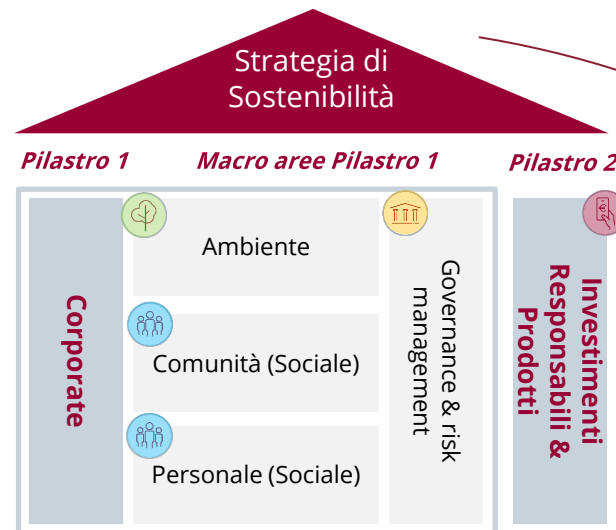 Strategia di
Sostenibilità
Pilastro 1
Macro aree Pilastro 1
Pilastro 2
Corporate
Ambiente
Comunità (Sociale)
Personale (Sociale)
Governance & risk
management
Investimenti
Responsabili &
Prodotti